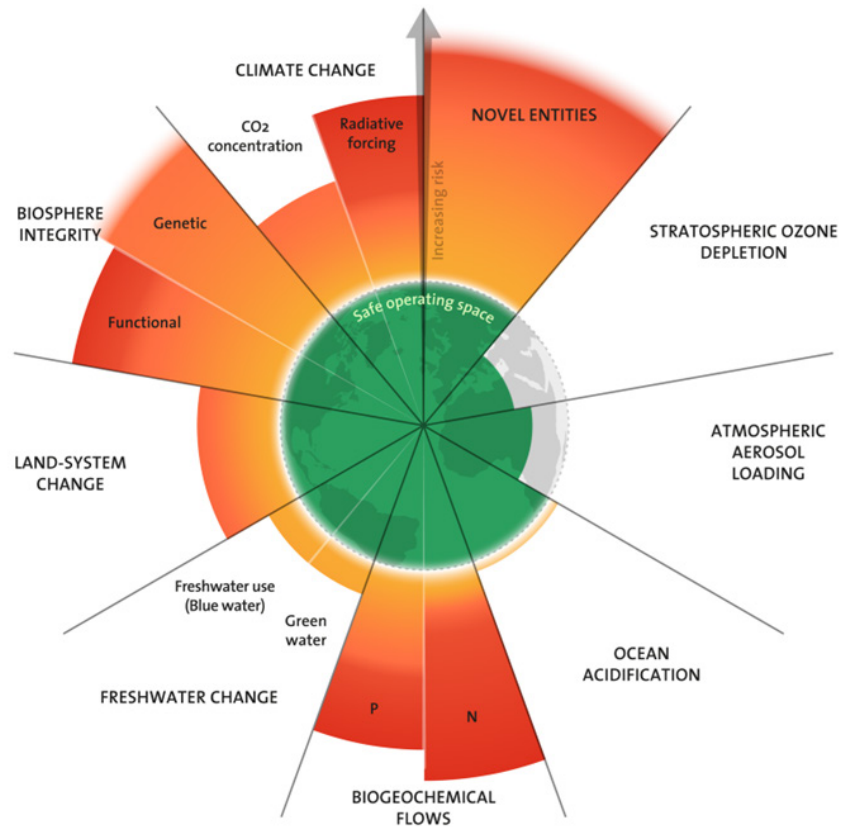 CLIMATE CHANGE
CO2
concentration
Radiative
forcing
Increasing risk
NOVEL ENTITIES
STRATOSPHERIC OZONE
DEPLETION
ATMOSPHERIC
AEROSOL
LOADING
OCEAN
ACIDIFICATION
BIOGEOCHEMICAL
FLOWS
P
N
FRESHWATER CHANGE
Freshwater use
(Blue water)
Green
water
LAND-SYSTEM
CHANGE
BIOSPHERE
INTEGRITY
Genetic
Functional
Safe operating space